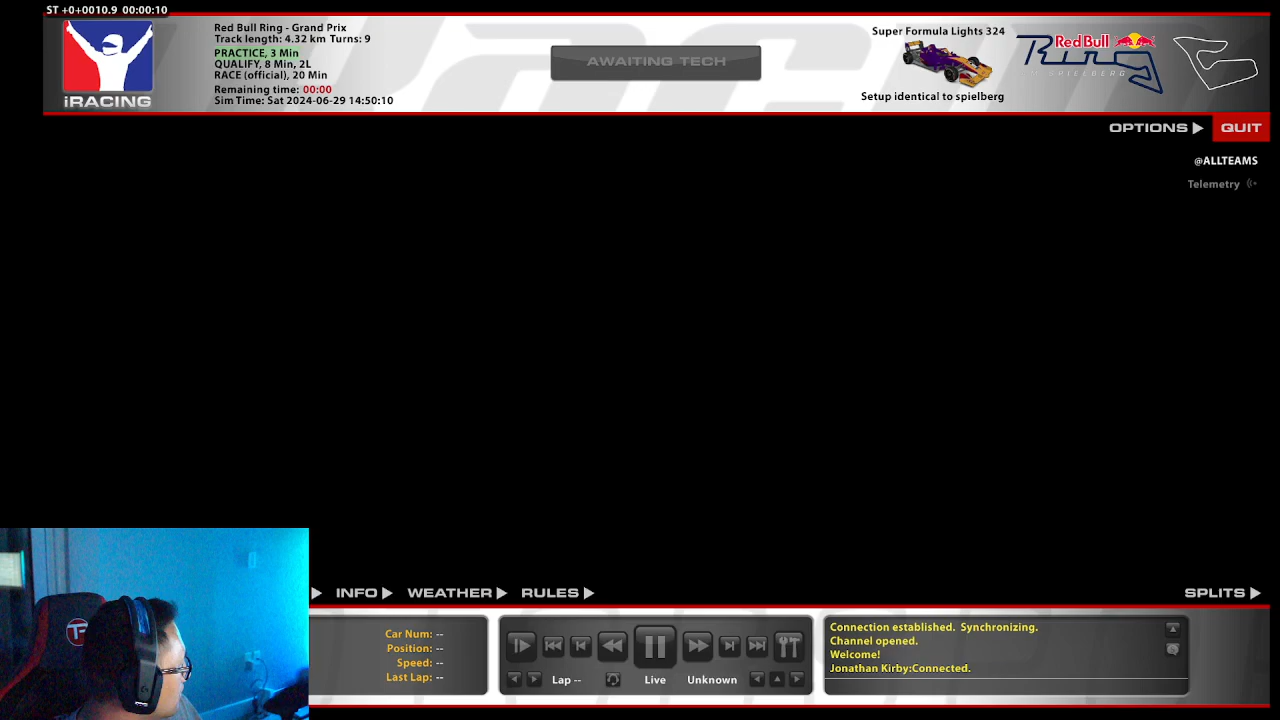 ST +0+0010.9 00:00:10
Red Bull Ring - Grand Prix
Track length: 4.32 km Turns: 9
PRACTICE, 3 Min
QUALIFY, 8 Min, 2L
RACE (official), 20 Min
Remaining time: 00:00
Sim Time: Sat 2024-06-29 14:50:10
iRACING
AWAITING TECH
Super Formula Lights 324
Setup identical to spielberg
Red Bull
Ring
SPIELBERG
OPTIONS
QUIT
@ALLTEAMS
Telemetry
INFO
WEATHER
RULES
SPLITS
Car Num: --
Position: --
Speed: --
Last Lap: --
Lap --
Live
Unknown
Connection established. Synchronizing.
Channel opened.
Welcome!
Jonathan Kirby:Connected.